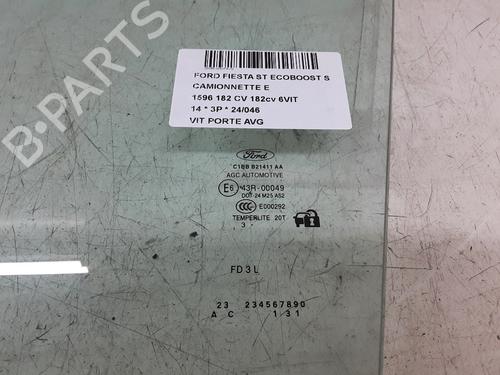 B-PARTS
FORD FIESTA ST ECOBOOST S
CAMIONNETTE E
1596 182 CV 182cv 6VIT
14 * 3P * 24/046
VIT PORTE AVG
Ford
C1BB B21411 AA
AGC AUTOMOTIVE
E6 43R-00049
DOT-24 M25 AS2
CCC E000292
TEMPERLITE 20T
3
FD 3 L
23 234567890
A C 1 3 1